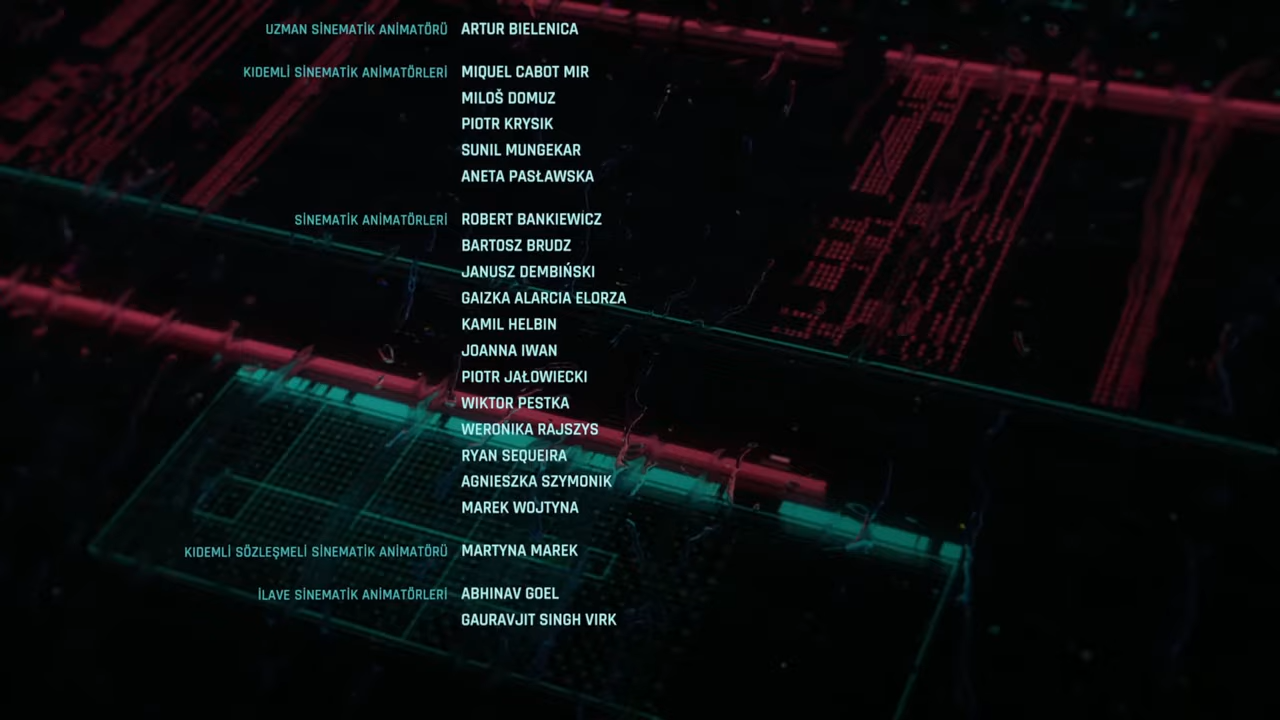 UZMAN SİNEMATİK ANİMATÖRÜ ARTUR BIELENICA
KIDEMLİ SİNEMATİK ANİMATÖRLERİ MIQUEL CABOT MIR
MILOŠ DOMUZ
PIOTR KRYSIK
SUNIL MUNGEKAR
ANETA PASŁAWSKA
SİNEMATİK ANİMATÖRLERİ ROBERT BANKIEWICZ
BARTOSZ BRUDZ
JANUSZ DEMBIŃSKI
GAIZKA ALARCIA ELORZA
KAMIL HELBIN
JOANNA IWAN
PIOTR JAŁOWIECKI
WIKTOR PESTKA
WERONIKA RAJSZYS
RYAN SEQUEIRA
AGNIESZKA SZYMONIK
MAREK WOJTYNA
KIDEMLİ SÖZLEŞMELİ SİNEMATİK ANİMATÖRÜ MARTYNA MAREK
İLAVE SİNEMATİK ANİMATÖRLERİ ABHINAV GOEL
GAURAVJIT SINGH VIRK